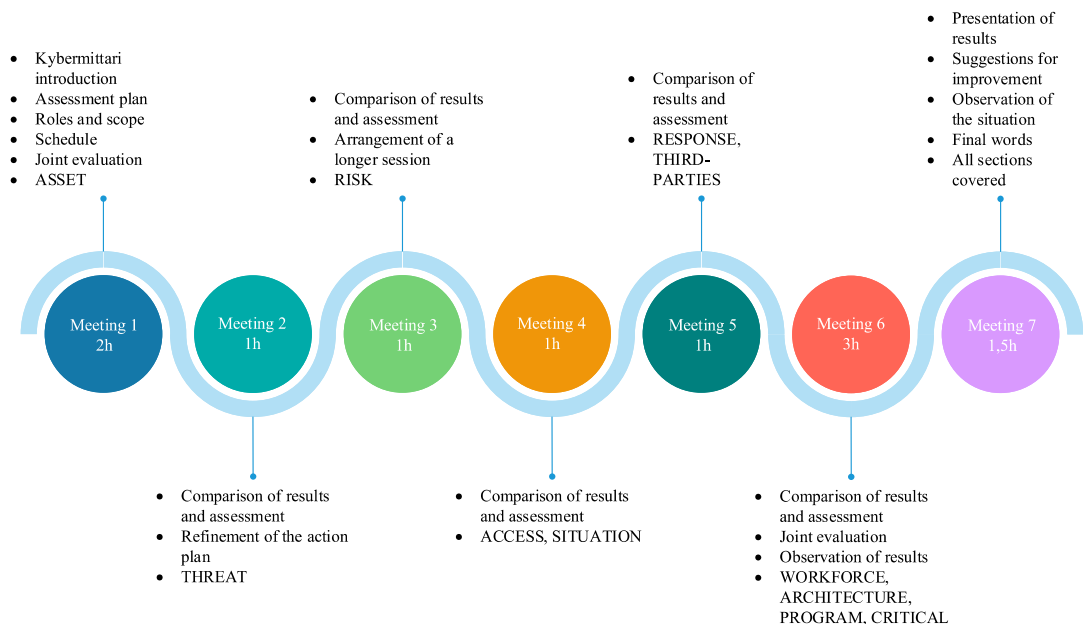 Kybermittari
introduction
Assessment plan
Roles and scope
Schedule
Joint evaluation
ASSET
Comparison of results
and assessment
Arrangement of a
longer session
RISK
Comparison of
results and
assessment
RESPONSE,
THIRD-
PARTIES
Presentation of
results
Suggestions for
improvement
Observation of
the situation
Final words
All sections
covered
Meeting 1
2h
Meeting 2
1h
Meeting 3
1h
Meeting 4
1h
Meeting 5
1h
Meeting 6
3h
Meeting 7
1,5h
Comparison of results
and assessment
Refinement of the action
plan
THREAT
Comparison of results
and assessment
ACCESS, SITUATION
Comparison of results
and assessment
Joint evaluation
Observation of results
WORKFORCE,
ARCHITECTURE,
PROGRAM, CRITICAL